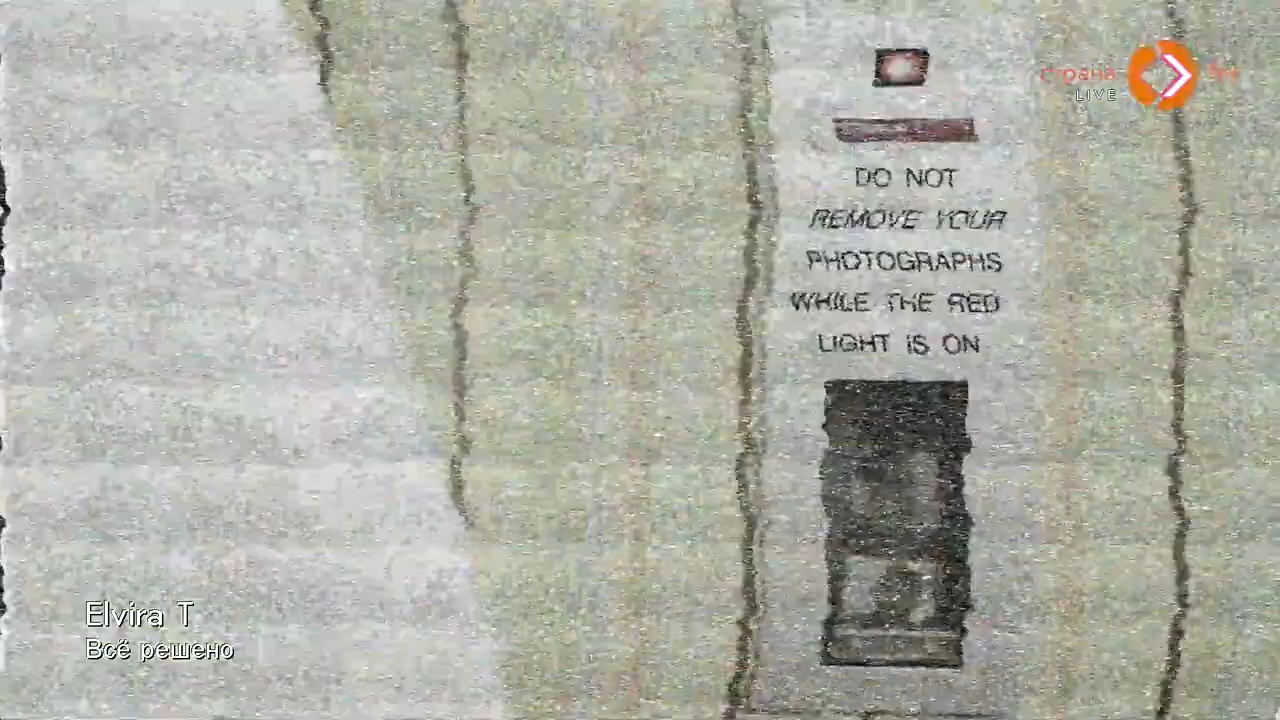 страна
LIVE
DO NOT
REMOVE YOUR
PHOTOGRAPHS
WHILE THE RED
LIGHT IS ON
Elvira T
Всё решено